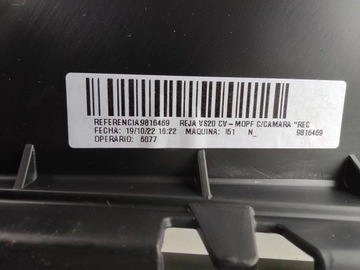 REFERENCIA:9816469 REJA VS20 CV-MOPF C/CAMARA "REC
FECHA: 19/10/22 16:22 MAQUINA: I51 N_ 9816469
OPERARIO: 6077